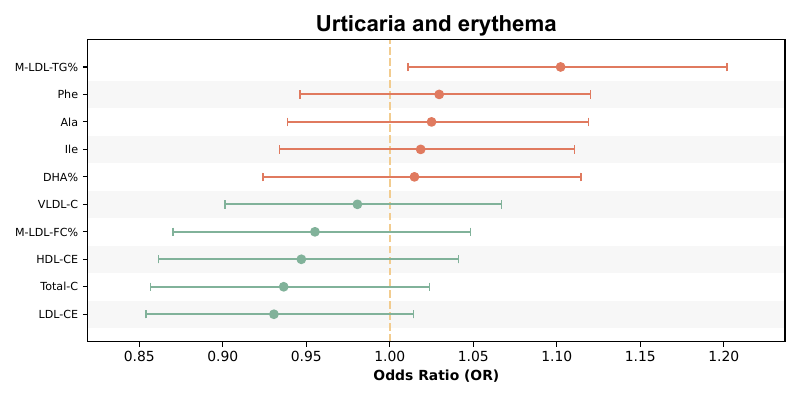 Urticaria and erythema
M-LDL-TG%
Phe
Ala
Ile
DHA%
VLDL-C
M-LDL-FC%
HDL-CE
Total-C
LDL-CE
0.85 0.90 0.95 1.00 1.05 1.10 1.15 1.20
Odds Ratio (OR)